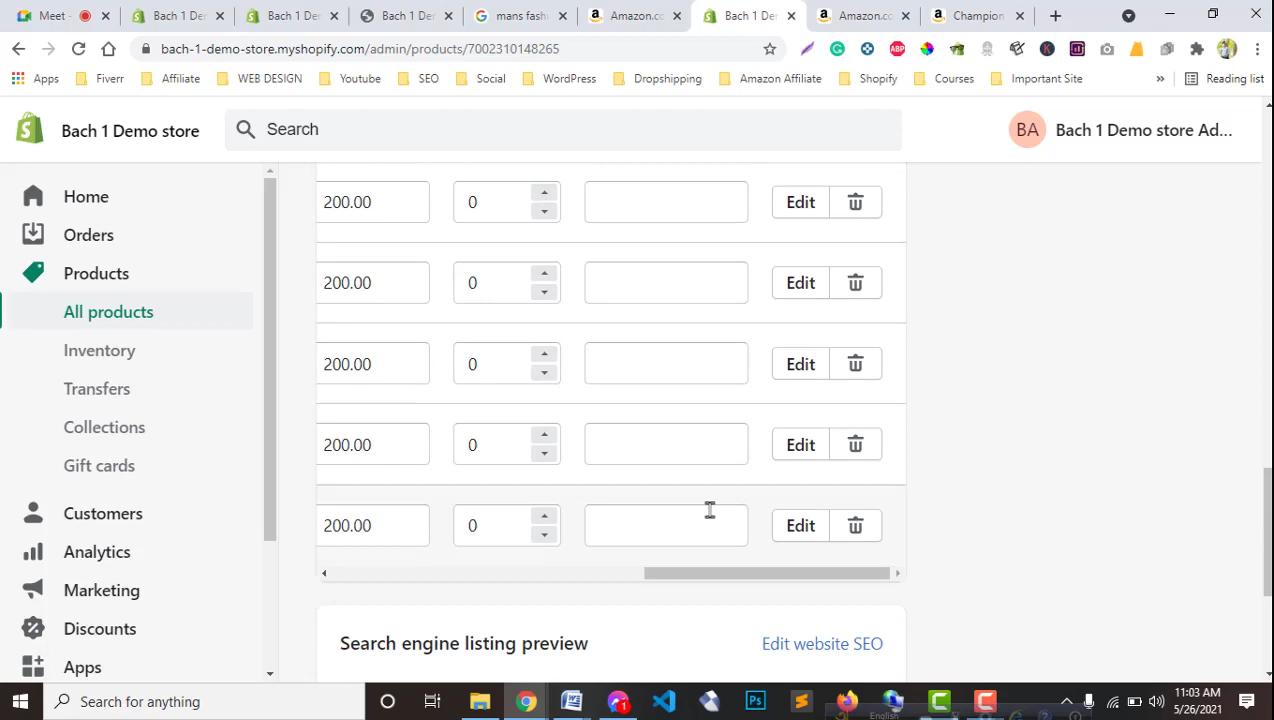 Meet -
Bach 1 De
Bach 1 De
Bach 1 De
mans fash
Amazon.co
Bach 1 De
Amazon.co
Champion
bach-1-demo-store.myshopify.com/admin/products/7002310148265
Apps Fiverr Affiliate WEB DESIGN Youtube SEO Social WordPress Dropshipping Amazon Affiliate Shopify Courses Important Site » Reading list
Bach 1 Demo store
Search
BA Bach 1 Demo store Ad...
Home
Orders
Products
All products
Inventory
Transfers
Collections
Gift cards
Customers
Analytics
Marketing
Discounts
Apps
200.00 0 Edit
200.00 0 Edit
200.00 0 Edit
200.00 0 Edit
200.00 0 Edit
Search engine listing preview
Edit website SEO
Search for anything
English
11:03 AM
5/26/2021